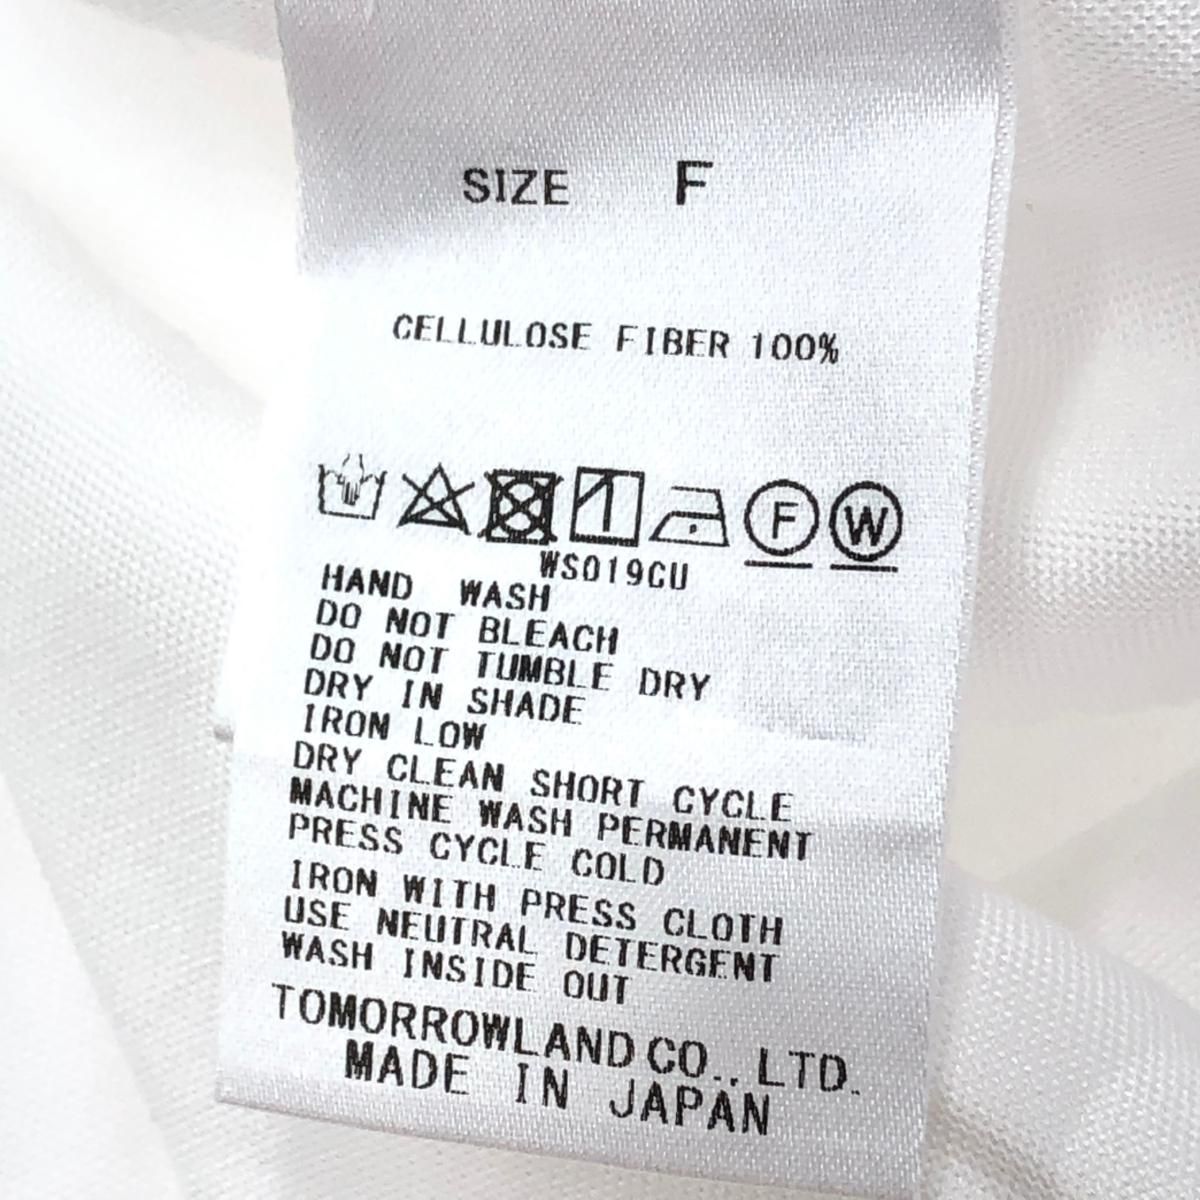 SIZE F
CELLULOSE FIBER 100%
F W
WS019CU
HAND WASH
DO NOT BLEACH
DO NOT TUMBLE DRY
DRY IN SHADE
IRON LOW
DRY CLEAN SHORT CYCLE
MACHINE WASH PERMANENT
PRESS CYCLE COLD
IRON WITH PRESS CLOTH
USE NEUTRAL DETERGENT
WASH INSIDE OUT
TOMORROWLAND CO., LTD.
MADE IN JAPAN